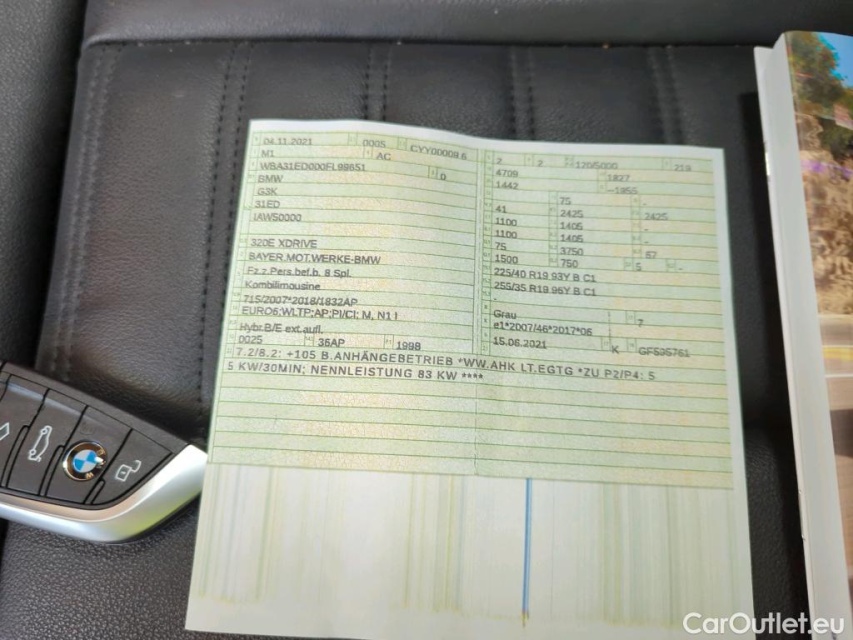 04.11.2021 0005 CYY00009 6
M1 AC
WBA31ED000FL99651 0
BMW
G3K
31ED
IAW50000
320E XDRIVE
BAYER.MOT.WERKE-BMW
Fz.z.Pers.bef.b. 8 Spl.
Kombilimousine
715/2007*2018/1832AP
EURO6;WLTP;AP;PI/CI; M, N1 I
Hybr.B/E ext.aufl.
0025 36AP 1998
2 2 120/5000 219
4709 1827
1442 -1955
75 -
41 2425 2425
1100 1405 -
1100 1405 -
75 3750 67
1500 750 5 -
225/40 R19 93Y B C1
255/35 R19 96Y B C1
Grau 7
e1*2007/46*2017*06
15.06.2021 K GF535761
7.2/8.2: +105 B.ANHÄNGEBETRIEB *WW.AHK LT.EGTG *ZU P2/P4: 5
5 KW/30MIN; NENNLEISTUNG 83 KW ****
CarOutlet.eu